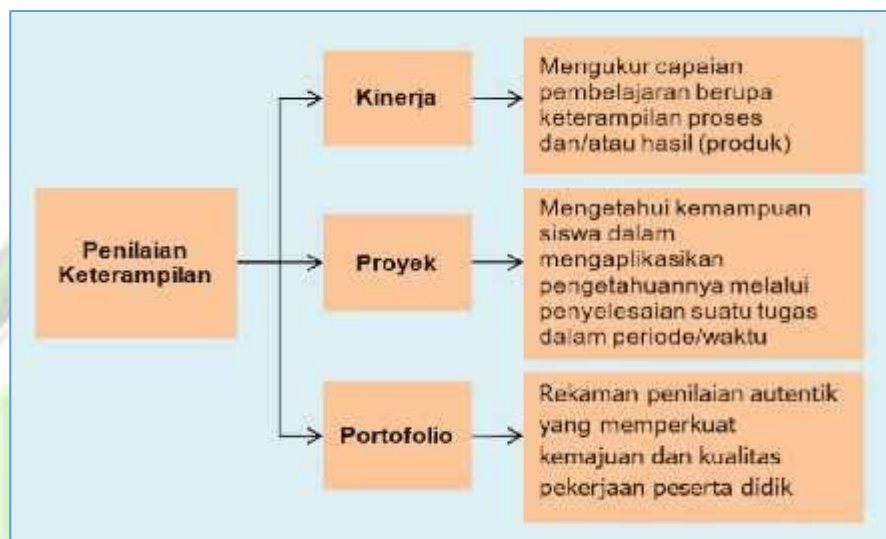 Penilaian
Keterampilan
Kinerja
Mengukur capaian
pembelajaran berupa
keterampilan proses
dan/atau hasil (produk)
Proyek
Mengetahui kemampuan
siswa dalam
mengaplikasikan
pengetahuannya melalui
penyelesaian suatu tugas
dalam periode/waktu
Portofolio
Rekaman penilaian autentik
yang memperkuat
kemajuan dan kualitas
pekerjaan peserta didik